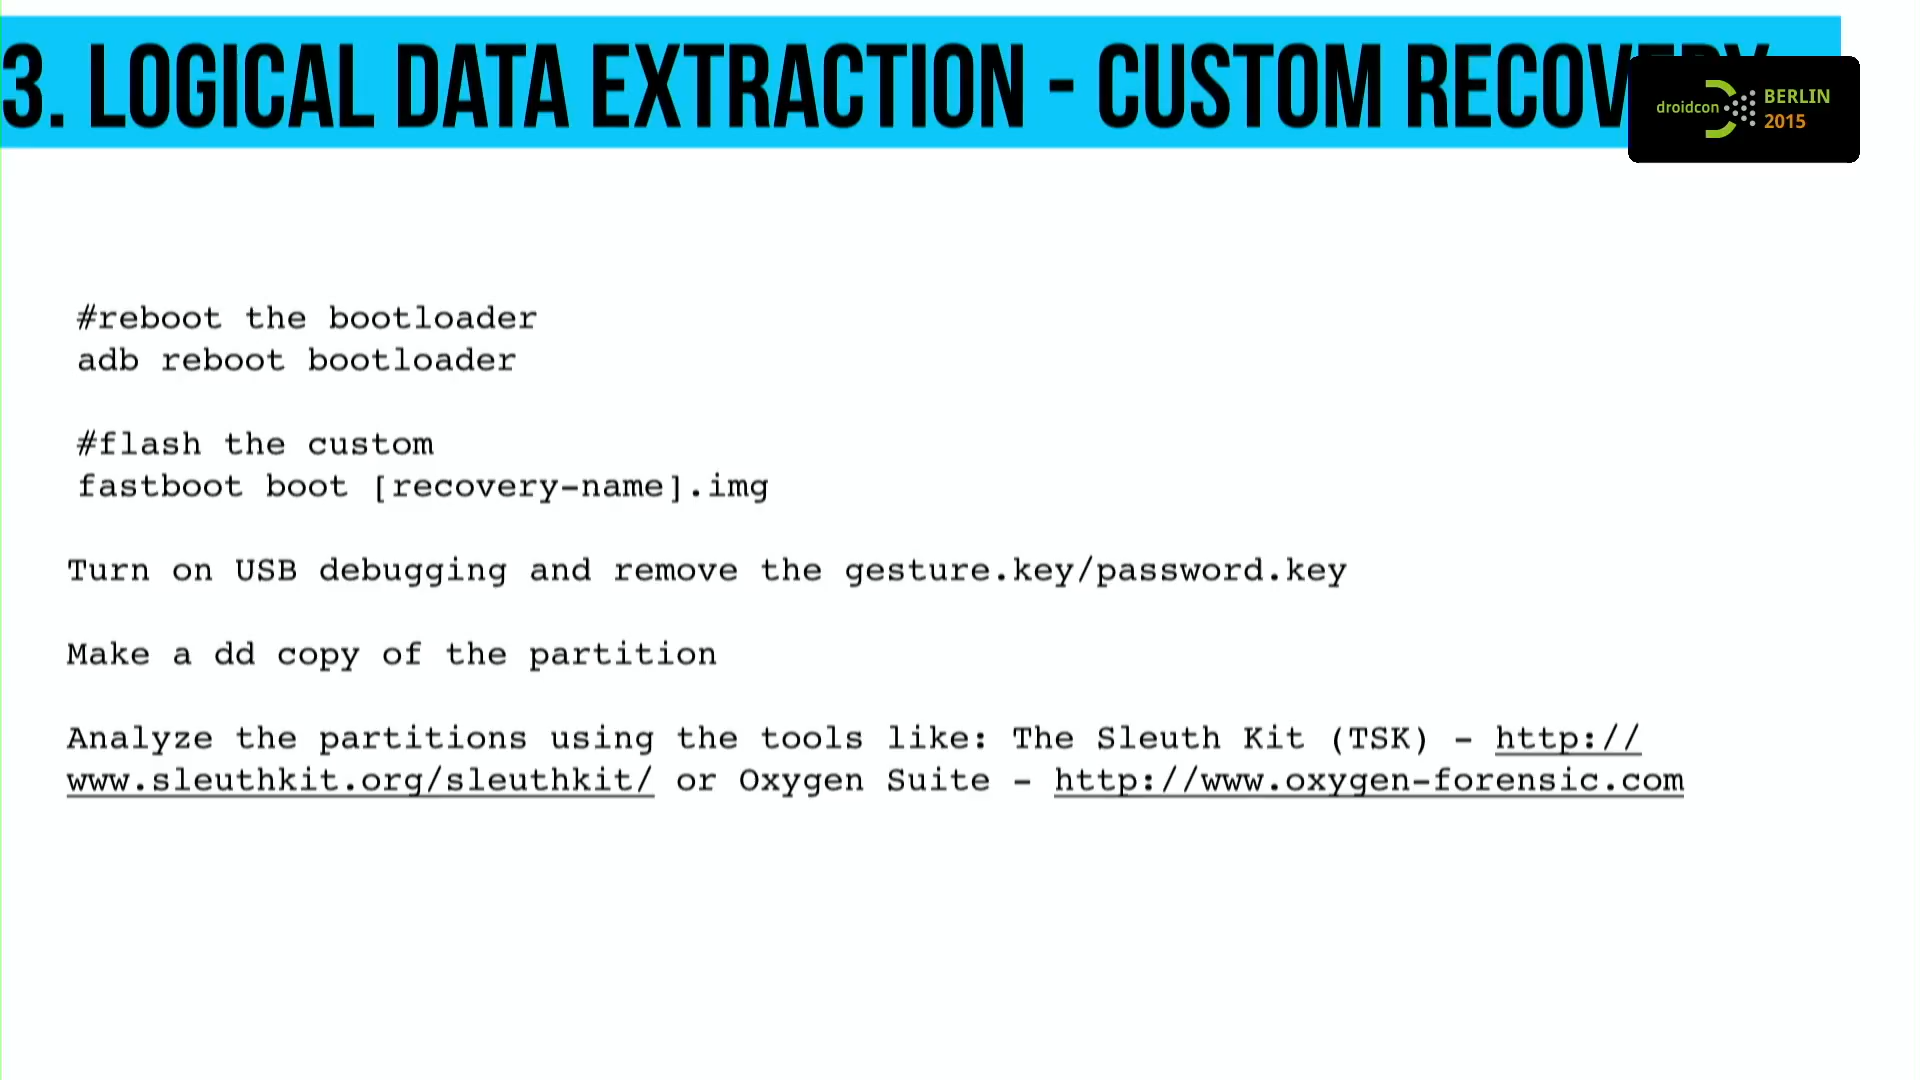 3. LOGICAL DATA EXTRACTION - CUSTOM RECOVERY
droidcon BERLIN
2015
#reboot the bootloader
adb reboot bootloader
#flash the custom
fastboot boot [recovery-name].img
Turn on USB debugging and remove the gesture.key/password.key
Make a dd copy of the partition
Analyze the partitions using the tools like: The Sleuth Kit (TSK) - http://
www.sleuthkit.org/sleuthkit/ or Oxygen Suite - http://www.oxygen-forensic.com